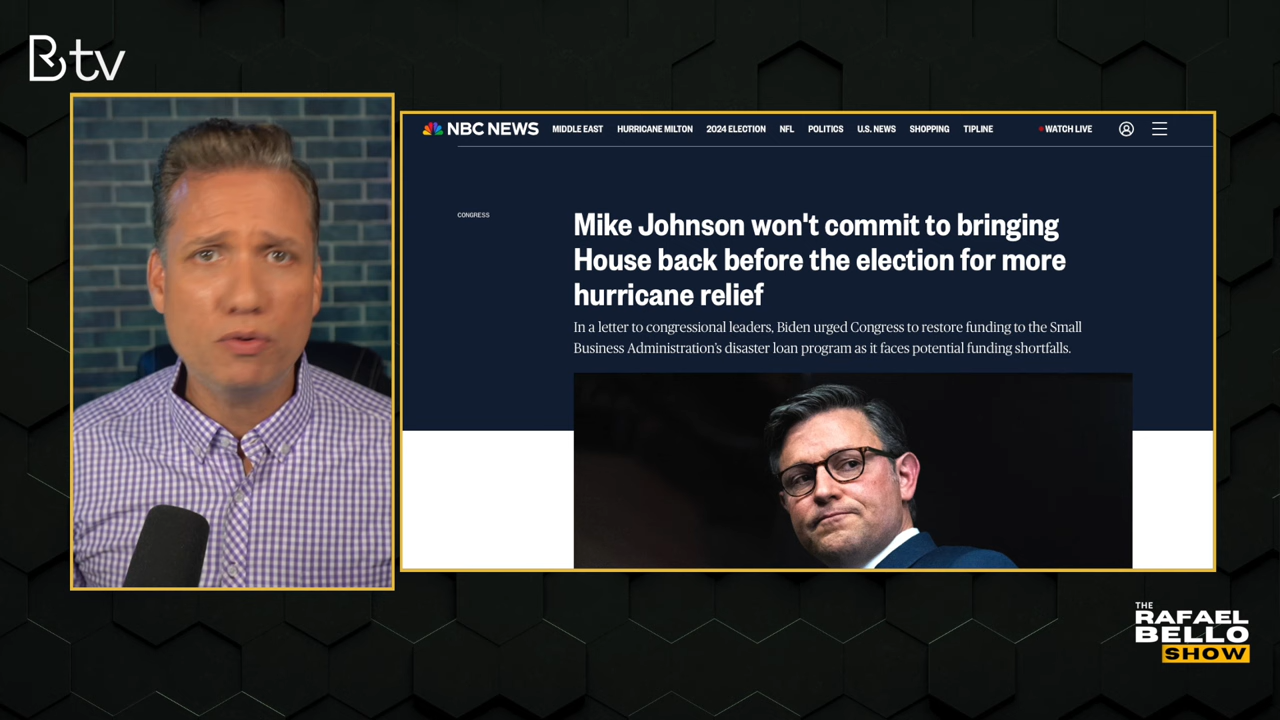 Btv
NBC NEWS MIDDLE EAST HURRICANE MILTON 2024 ELECTION NFL POLITICS U.S. NEWS SHOPPING TIPLINE WATCH LIVE
CONGRESS
Mike Johnson won't commit to bringing
House back before the election for more
hurricane relief
In a letter to congressional leaders, Biden urged Congress to restore funding to the Small
Business Administration's disaster loan program as it faces potential funding shortfalls.
THE
RAFAEL
BELLO
SHOW